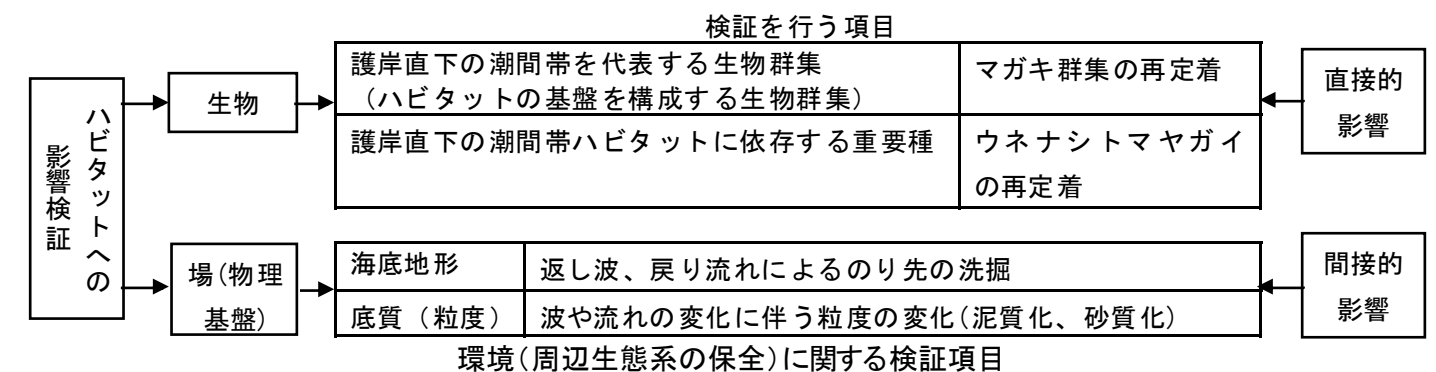 検証を行う項目
ハビタットへの
影響検証
生物
護岸直下の潮間帯を代表する生物群集
（ハビタットの基盤を構成する生物群集）
マガキ群集の再定着
護岸直下の潮間帯ハビタットに依存する重要種
ウネナシトマヤガイ
の再定着
直接的
影響
場(物理
基盤)
海底地形
返し波、戻り流れによるのり先の洗掘
底質（粒度）
波や流れの変化に伴う粒度の変化(泥質化、砂質化)
間接的
影響
環境(周辺生態系の保全)に関する検証項目